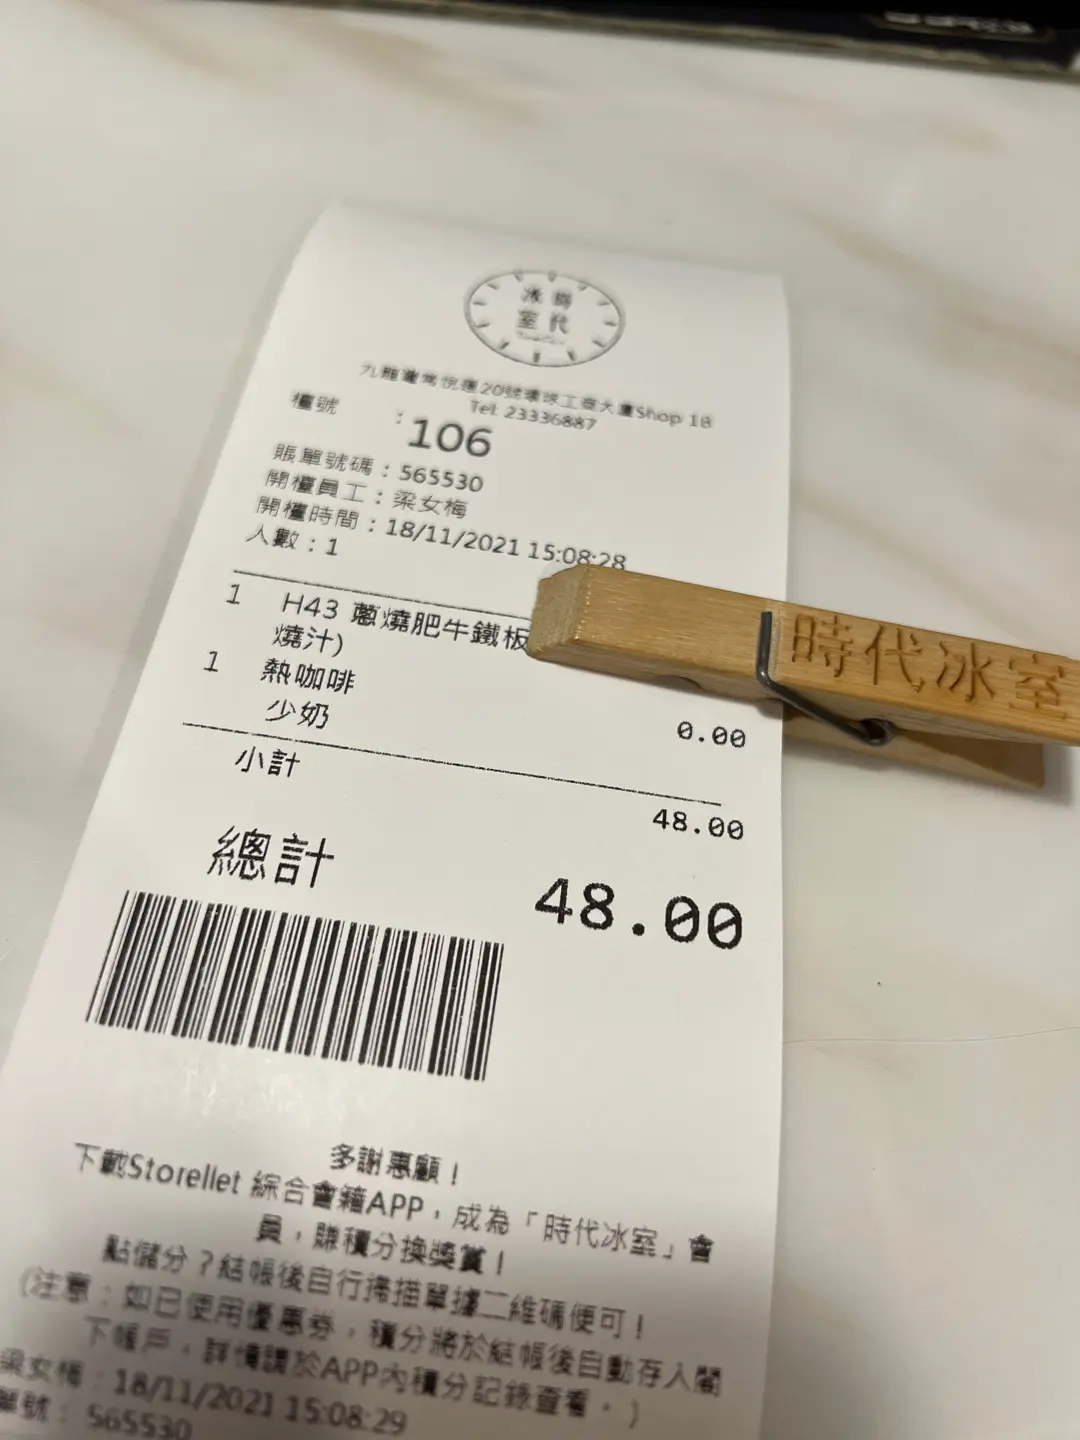 時代
冰室
九龍灣常悅道20號環球工商大廈Shop 1B
Tel: 23336887
檯號 : 106
賬單號碼：565530
開檯員工：梁女梅
開檯時間：18/11/2021 15:08:28
人數：1
1 H43 蔥燒肥牛鐵板
燒汁)
時代冰室
1 熱咖啡
少奶 0.00
小計 48.00
總計 48.00
多謝惠顧！
下載Storellet 綜合會籍APP，成為「時代冰室」會
員，賺積分換獎賞！
點儲分？結帳後自行掃描單據二維碼便可！
(注意：如已使用優惠券，積分將於結帳後自動存入閣
下帳戶，詳情請於APP內積分記錄查看。)
梁女梅：18/11/2021 15:08:29
單號：565530